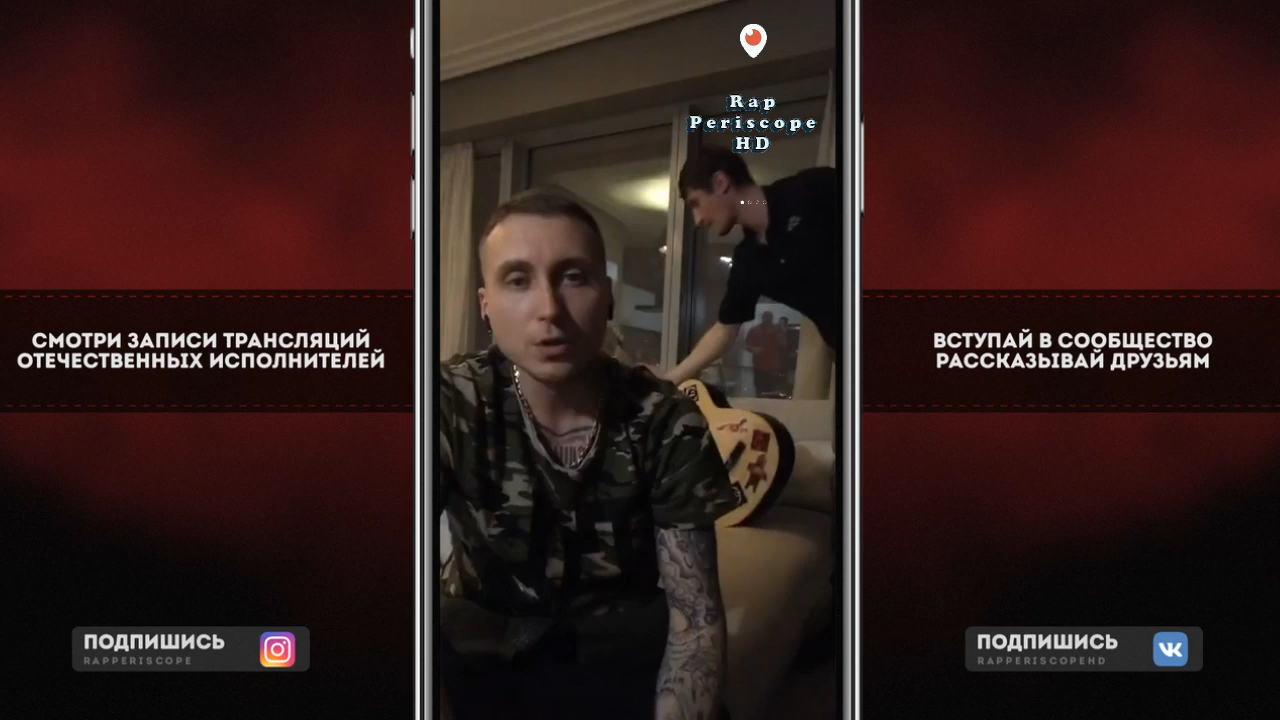 Rap
Periscope
HD
СМОТРИ ЗАПИСИ ТРАНСЛЯЦИЙ
ОТЕЧЕСТВЕННЫХ ИСПОЛНИТЕЛЕЙ
ВСТУПАЙ В СООБЩЕСТВО
РАССКАЗЫВАЙ ДРУЗЬЯМ
ПОДПИШИСЬ
RAPPERISCOPE
ПОДПИШИСЬ
RAPPERISCOPEHD